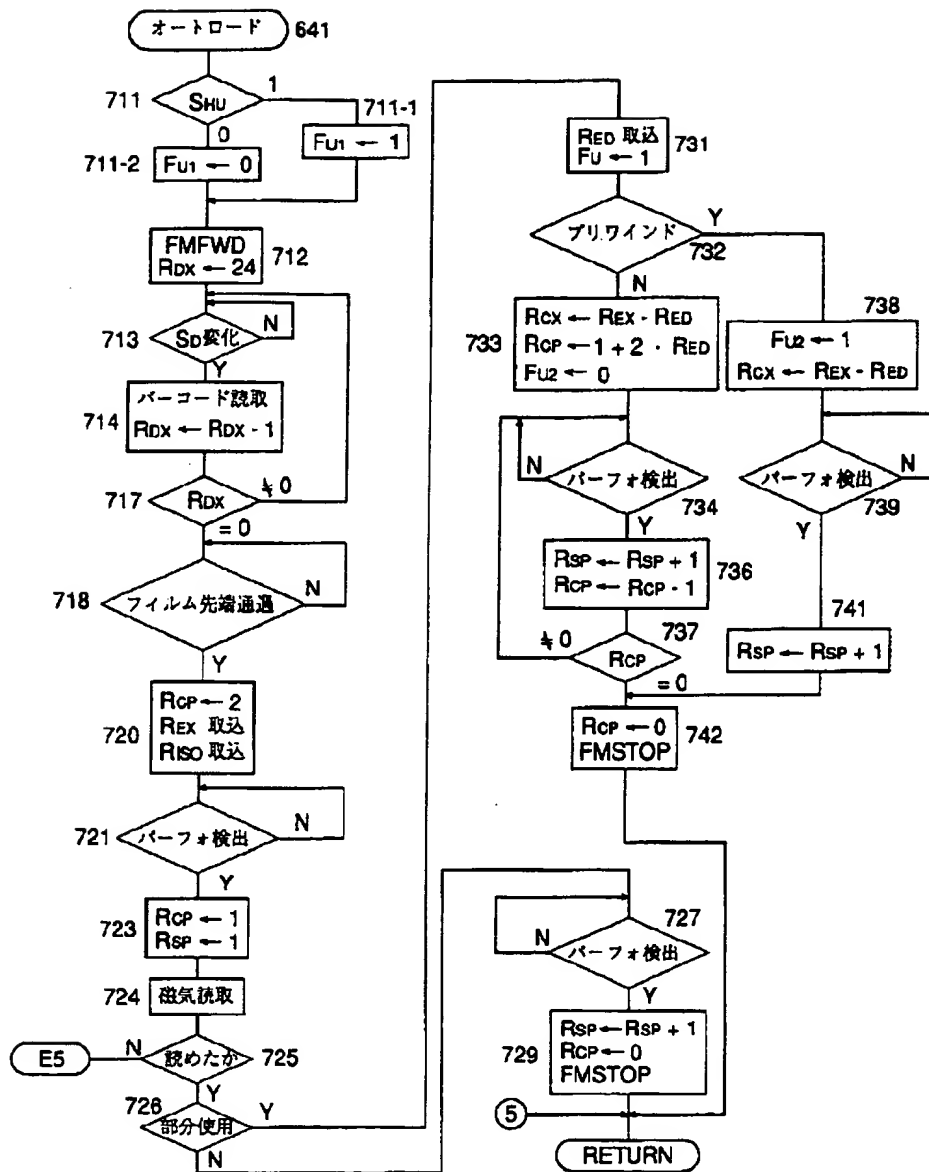 オートロード
641
711
SHU
1
0
711-1
FU1 ← 1
711-2
FU1 ← 0
FMFWD
RDX ← 24
712
713
SD変化
N
Y
714
バーコード読取
RDX ← RDX - 1
717
RDX
≒ 0
= 0
718
フィルム先端通過
N
Y
720
RCP ← 2
REX 取込
RISO 取込
721
パーフォ検出
N
Y
723
RCP ← 1
RSP ← 1
724
磁気読取
E5
N
読めたか
725
Y
726
部分使用
Y
N
RED 取込
FU ← 1
731
プリワインド
Y
732
N
733
RCX ← REX - RED
RCP ← 1 + 2 · RED
FU2 ← 0
738
FU2 ← 1
RCX ← REX - RED
N
パーフォ検出
734
Y
パーフォ検出
N
739
Y
RSP ← RSP + 1
RCP ← RCP - 1
736
737
≒ 0
RCP
= 0
741
RSP ← RSP + 1
RCP ← 0
FMSTOP
742
727
N
パーフォ検出
Y
729
RSP ← RSP + 1
RCP ← 0
FMSTOP
5
RETURN